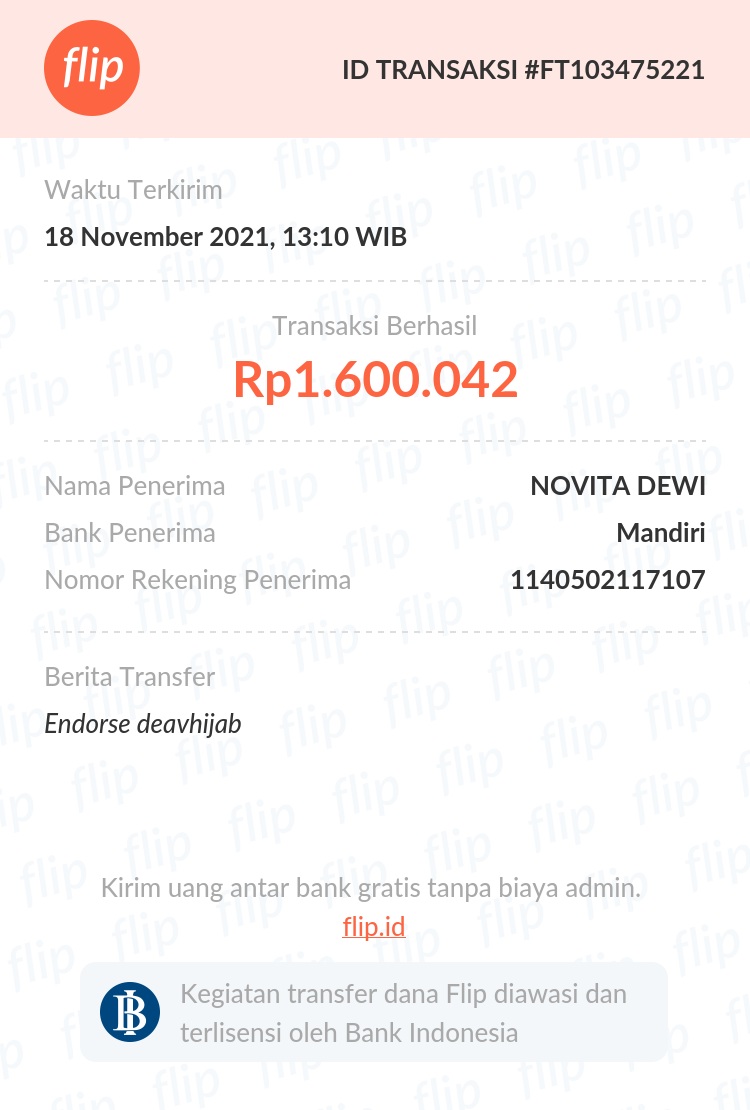 flip
ID TRANSAKSI #FT103475221
Waktu Terkirim
18 November 2021, 13:10 WIB
Transaksi Berhasil
Rp1.600.042
Nama Penerima NOVITA DEWI
Bank Penerima Mandiri
Nomor Rekening Penerima 1140502117107
Berita Transfer
Endorse deavhijab
Kirim uang antar bank gratis tanpa biaya admin.
flip.id
Kegiatan transfer dana Flip diawasi dan
terlisensi oleh Bank Indonesia